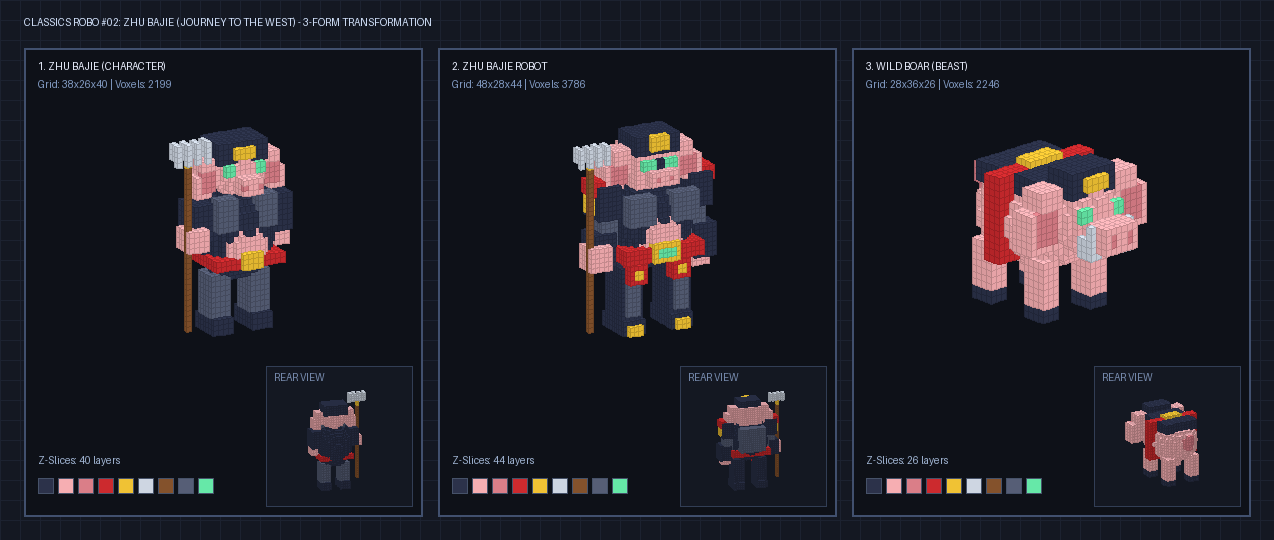 CLASSICS ROBO #02: ZHU BAJIE (JOURNEY TO THE WEST) - 3-FORM TRANSFORMATION
1. ZHU BAJIE (CHARACTER)
Grid: 38x26x40 | Voxels: 2199
REAR VIEW
Z-Slices: 40 layers
2. ZHU BAJIE ROBOT
Grid: 48x28x44 | Voxels: 3786
REAR VIEW
Z-Slices: 44 layers
3. WILD BOAR (BEAST)
Grid: 28x36x26 | Voxels: 2246
REAR VIEW
Z-Slices: 26 layers